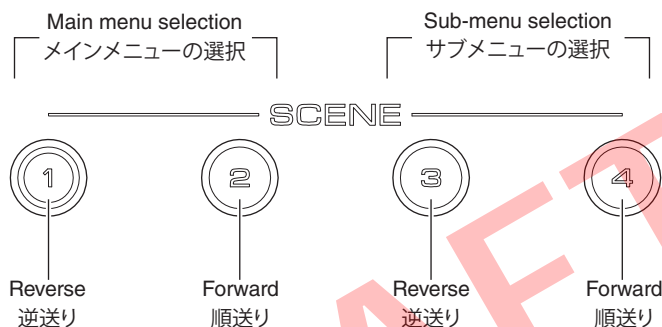 Main menu selection
メインメニューの選択
Sub-menu selection
サブメニューの選択
SCENE
1
2
3
4
Reverse
逆送り
Forward
順送り
Reverse
逆送り
Forward
順送り
AFT